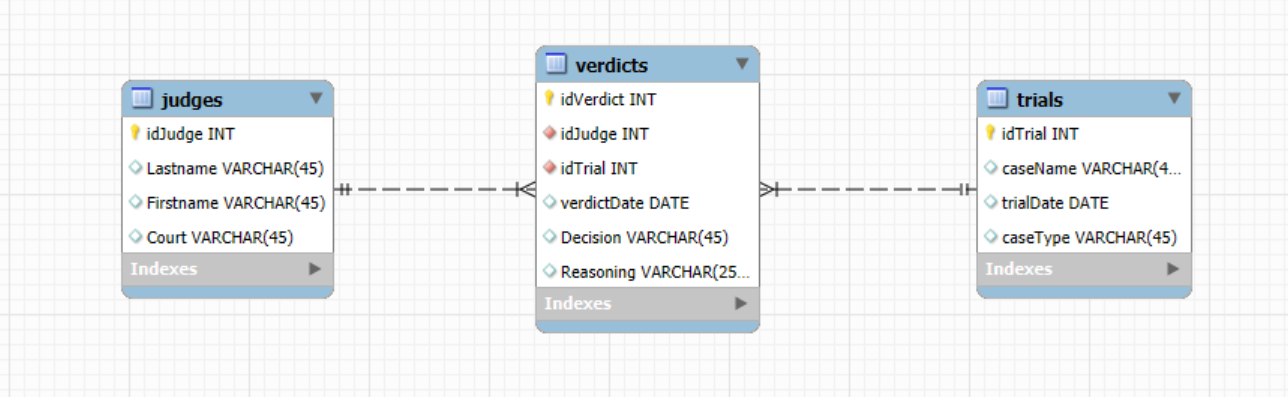 judges
idJudge INT
Lastname VARCHAR(45)
Firstname VARCHAR(45)
Court VARCHAR(45)
Indexes
verdicts
idVerdict INT
idJudge INT
idTrial INT
verdictDate DATE
Decision VARCHAR(45)
Reasoning VARCHAR(25...
Indexes
trials
idTrial INT
caseName VARCHAR(4...
trialDate DATE
caseType VARCHAR(45)
Indexes